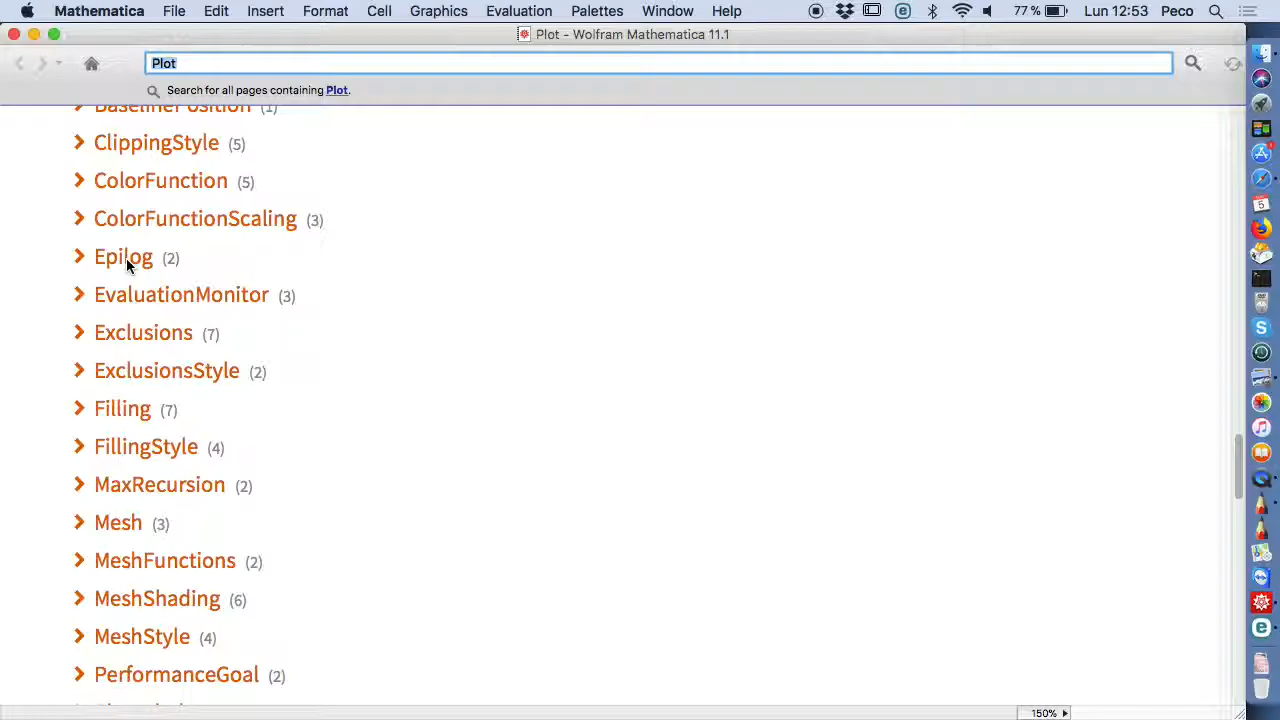 Mathematica File Edit Insert Format Cell Graphics Evaluation Palettes Window Help 77% Lun 12:53 Peco
Plot - Wolfram Mathematica 11.1
Plot
Search for all pages containing Plot.
BaselinePosition (1)
ClippingStyle (5)
ColorFunction (5)
ColorFunctionScaling (3)
Epilog (2)
EvaluationMonitor (3)
Exclusions (7)
ExclusionsStyle (2)
Filling (7)
FillingStyle (4)
MaxRecursion (2)
Mesh (3)
MeshFunctions (2)
MeshShading (6)
MeshStyle (4)
PerformanceGoal (2)
150%